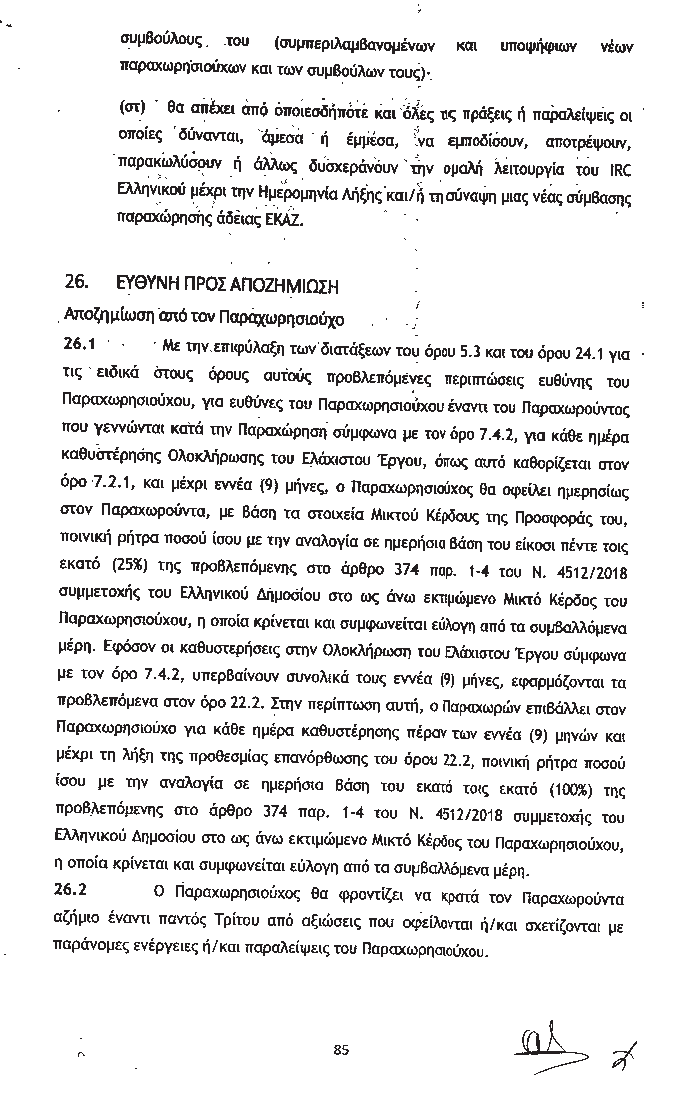 συμβούλους του (συμπεριλαμβανομένων και υποψήφιων νέων
παραχωρησιούχων και των συμβούλων τους)·
(στ) θα απέχει από οποιεσδήποτε και όλες τις πράξεις ή παραλείψεις οι
οποίες δύνανται, άμεσα ή έμμεσα, να εμποδίσουν, αποτρέψουν,
παρακωλύσουν ή άλλως δυσχεράνουν την ομαλή λειτουργία του IRC
Ελληνικού μέχρι την Ημερομηνία Λήξης και/ή τη σύναψη μιας νέας σύμβασης
παραχώρησης άδειας ΕΚΑΖ.
26. ΕΥΘΥΝΗ ΠΡΟΣ ΑΠΟΖΗΜΙΩΣΗ
Αποζημίωση από τον Παραχωρησιούχο
26.1 Με την επιφύλαξη των διατάξεων του όρου 5.3 και του όρου 24.1 για
τις ειδικά στους όρους αυτούς προβλεπόμενες περιπτώσεις ευθύνης του
Παραχωρησιούχου, για ευθύνες του Παραχωρησιούχου έναντι του Παραχωρούντος
που γεννώνται κατά την Παραχώρηση σύμφωνα με τον όρο 7.4.2, για κάθε ημέρα
καθυστέρησης Ολοκλήρωσης του Ελάχιστου Έργου, όπως αυτό καθορίζεται στον
όρο 7.2.1, και μέχρι εννέα (9) μήνες, ο Παραχωρησιούχος θα οφείλει ημερησίως
στον Παραχωρούντα, με βάση τα στοιχεία Μικτού Κέρδους της Προσφοράς του,
ποινική ρήτρα ποσού ίσου με την αναλογία σε ημερήσια βάση του είκοσι πέντε τοις
εκατό (25%) της προβλεπόμενης στο άρθρο 374 παρ. 1-4 του Ν. 4512/2018
συμμετοχής του Ελληνικού Δημοσίου στο ως άνω εκτιμώμενο Μικτό Κέρδος του
Παραχωρησιούχου, η οποία κρίνεται και συμφωνείται εύλογη από τα συμβαλλόμενα
μέρη. Εφόσον οι καθυστερήσεις στην Ολοκλήρωση του Ελάχιστου Έργου σύμφωνα
με τον όρο 7.4.2, υπερβαίνουν συνολικά τους εννέα (9) μήνες, εφαρμόζονται τα
προβλεπόμενα στον όρο 22.2. Στην περίπτωση αυτή, ο Παραχωρών επιβάλλει στον
Παραχωρησιούχο για κάθε ημέρα καθυστέρησης πέραν των εννέα (9) μηνών και
μέχρι τη λήξη της προθεσμίας επανόρθωσης του όρου 22.2, ποινική ρήτρα ποσού
ίσου με την αναλογία σε ημερήσια βάση του εκατό τοις εκατό (100%) της
προβλεπόμενης στο άρθρο 374 παρ. 1-4 του Ν. 4512/2018 συμμετοχής του
Ελληνικού Δημοσίου στο ως άνω εκτιμώμενο Μικτό Κέρδος του Παραχωρησιούχου,
η οποία κρίνεται και συμφωνείται εύλογη από τα συμβαλλόμενα μέρη.
26.2 Ο Παραχωρησιούχος θα φροντίζει να κρατά τον Παραχωρούντα
αζήμιο έναντι παντός Τρίτου από αξιώσεις που οφείλονται ή/και σχετίζονται με
παράνομες ενέργειες ή/και παραλείψεις του Παραχωρησιούχου.
85